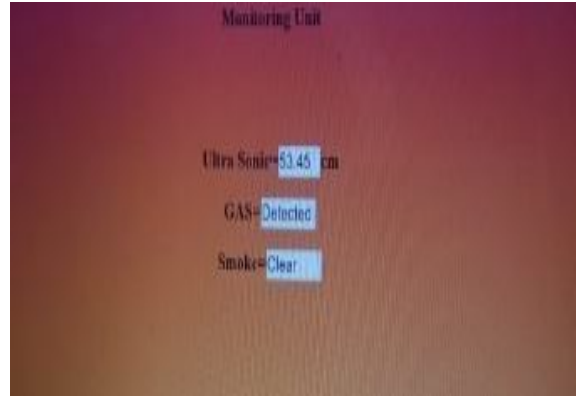 Monitoring Unit
Ultra Sonic=53.45 cm
GAS=Detected
Smoke=Clear